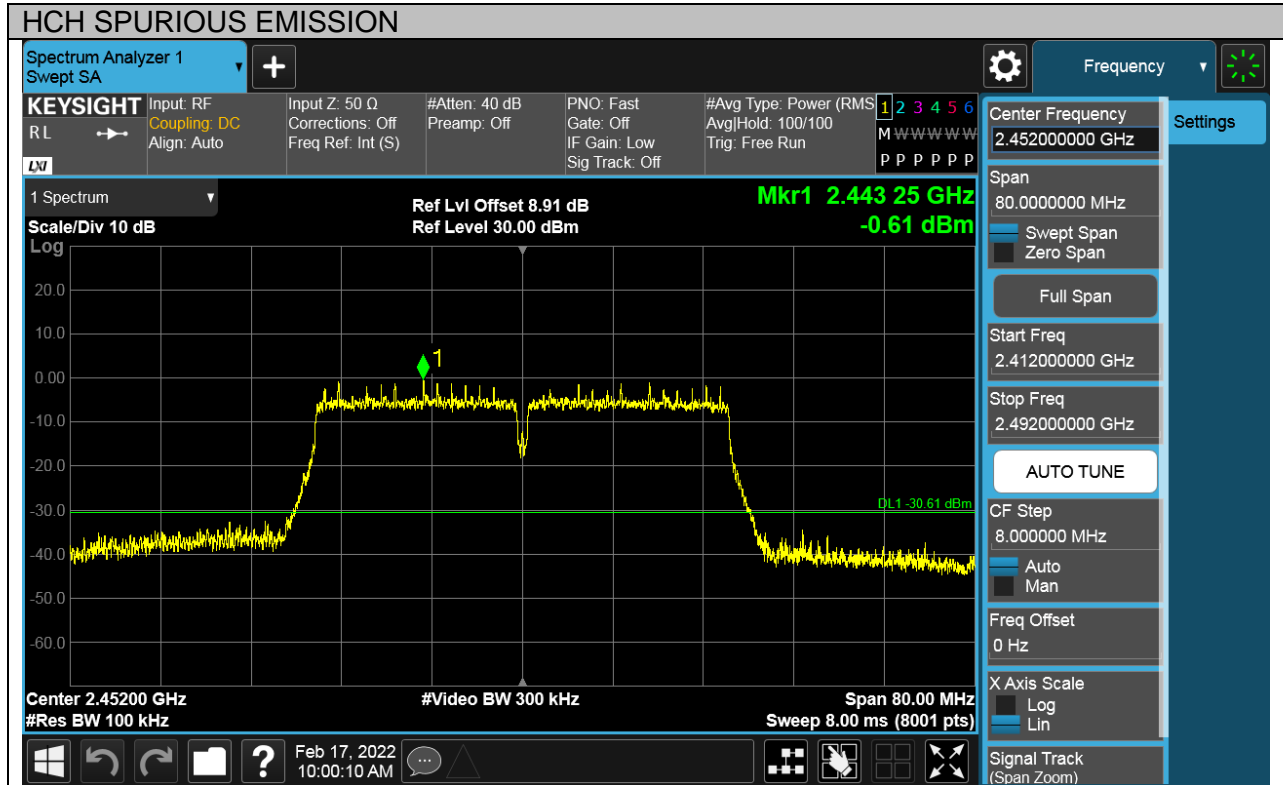 HCH SPURIOUS EMISSION
Spectrum Analyzer 1
Swept SA
Frequency
KEYSIGHT
RL
LXI
Input: RF
Coupling: DC
Align: Auto
Input Z: 50 Ω
Corrections: Off
Freq Ref: Int (S)
#Atten: 40 dB
Preamp: Off
PNO: Fast
Gate: Off
IF Gain: Low
Sig Track: Off
#Avg Type: Power (RMS
Avg|Hold: 100/100
Trig: Free Run
1 2 3 4 5 6
M W W W W W
P P P P P P
1 Spectrum
Scale/Div 10 dB
Ref Lvl Offset 8.91 dB
Ref Level 30.00 dBm
Mkr1 2.443 25 GHz
-0.61 dBm
Log
20.0
10.0
0.00
-10.0
-20.0
-30.0
-40.0
-50.0
-60.0
1
DL1 -30.61 dBm
Center 2.45200 GHz
#Video BW 300 kHz
Span 80.00 MHz
#Res BW 100 kHz
Sweep 8.00 ms (8001 pts)
Feb 17, 2022
10:00:10 AM
Center Frequency
2.452000000 GHz
Settings
Span
80.0000000 MHz
Swept Span
Zero Span
Full Span
Start Freq
2.412000000 GHz
Stop Freq
2.492000000 GHz
AUTO TUNE
CF Step
8.000000 MHz
Auto
Man
Freq Offset
0 Hz
X Axis Scale
Log
Lin
Signal Track
(Span Zoom)